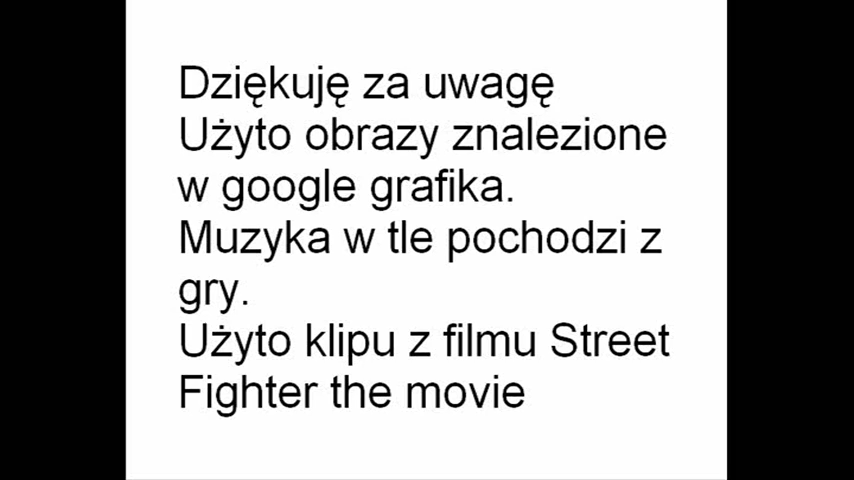 Dziękuję za uwagę
Użyto obrazy znalezione
w google grafika.
Muzyka w tle pochodzi z
gry.
Użyto klipu z filmu Street
Fighter the movie